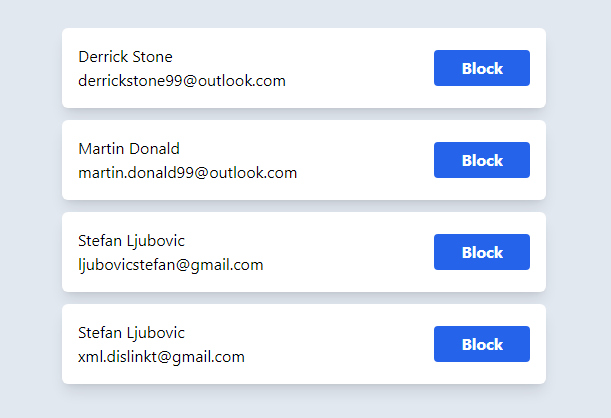 Derrick Stone
derrickstone99@outlook.com
Block
Martin Donald
martin.donald99@outlook.com
Block
Stefan Ljubovic
ljubovicstefan@gmail.com
Block
Stefan Ljubovic
xml.dislinkt@gmail.com
Block